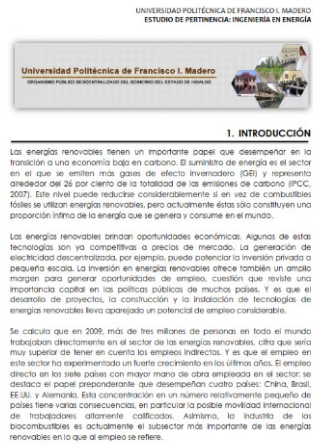 UNIVERSIDAD POLITÉCNICA DE FRANCISCO I. MADERO
ESTUDIO DE PERTINENCIA: INGENIERÍA EN ENERGÍA
Universidad Politécnica de Francisco I. Madero
ORGANISMO PÚBLICO DESCENTRALIZADO DEL GOBIERNO DEL ESTADO DE HIDALGO
1. INTRODUCCIÓN
Las energías renovables tienen un importante papel que desempeñar en la
transición a una economía baja en carbono. El suministro de energía es el sector
en el que se emiten más gases de efecto invernadero (GEI) y representa
alrededor del 26 por ciento de la totalidad de las emisiones de carbono (IPCC,
2007). Este nivel puede reducirse considerablemente si en vez de combustibles
fósiles se utilizan energías renovables, pero actualmente éstas sólo constituyen una
proporción ínfima de la energía que se genera y consume en el mundo.
Las energías renovables brindan oportunidades económicas. Algunas de estas
tecnologías son ya competitivas a precios de mercado. La generación de
electricidad descentralizada, por ejemplo, puede potenciar la inversión privada a
pequeña escala. La inversión en energías renovables ofrece también un amplio
margen para generar oportunidades de empleo, cuestión que reviste una
importancia capital en las políticas públicas de muchos países. Y es que el
desarrollo de proyectos, la construcción y la instalación de tecnologías de
energías renovables lleva aparejado un potencial de empleo considerable.
Se calcula que en 2009, más de tres millones de personas en todo el mundo
trabajaban directamente en el sector de las energías renovables, cifra que sería
muy superior de tener en cuenta los empleos indirectos. Y es que el empleo en
este sector ha experimentado un fuerte crecimiento en los últimos años. El empleo
directo en los siete países con mayor mano de obra empleada en el sector: se
destaca el papel preponderante que desempeñan cuatro países: China, Brasil,
EE.UU. y Alemania. Esta concentración en un número relativamente pequeño de
países tiene varias consecuencias, en particular la posible movilidad internacional
de trabajadores altamente calificados. Asimismo, la industria de los
biocombustibles es actualmente el subsector más importante de las energías
renovables en lo que al empleo se refiere.